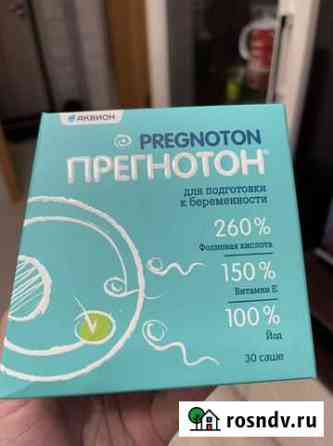 АКВИОН
PREGNOTON
ПРЕГНОТОН®
для подготовки
к беременности
260%
Фолиевая кислота
150%
Витамин Е
100%
Йод
30 саше
rosndv.ru